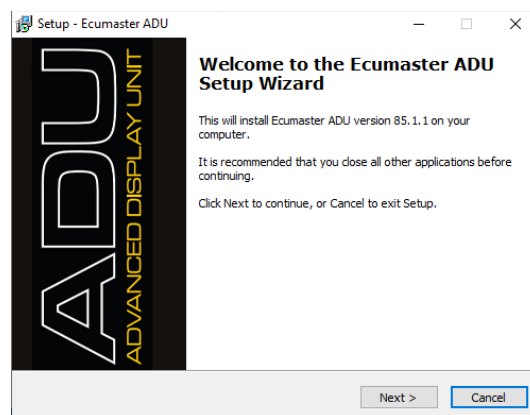 Setup - Ecumaster ADU
ADU
ADVANCED DISPLAY UNIT
Welcome to the Ecumaster ADU
Setup Wizard
This will install Ecumaster ADU version 85.1.1 on your
computer.
It is recommended that you close all other applications before
continuing.
Click Next to continue, or Cancel to exit Setup.
Next >
Cancel